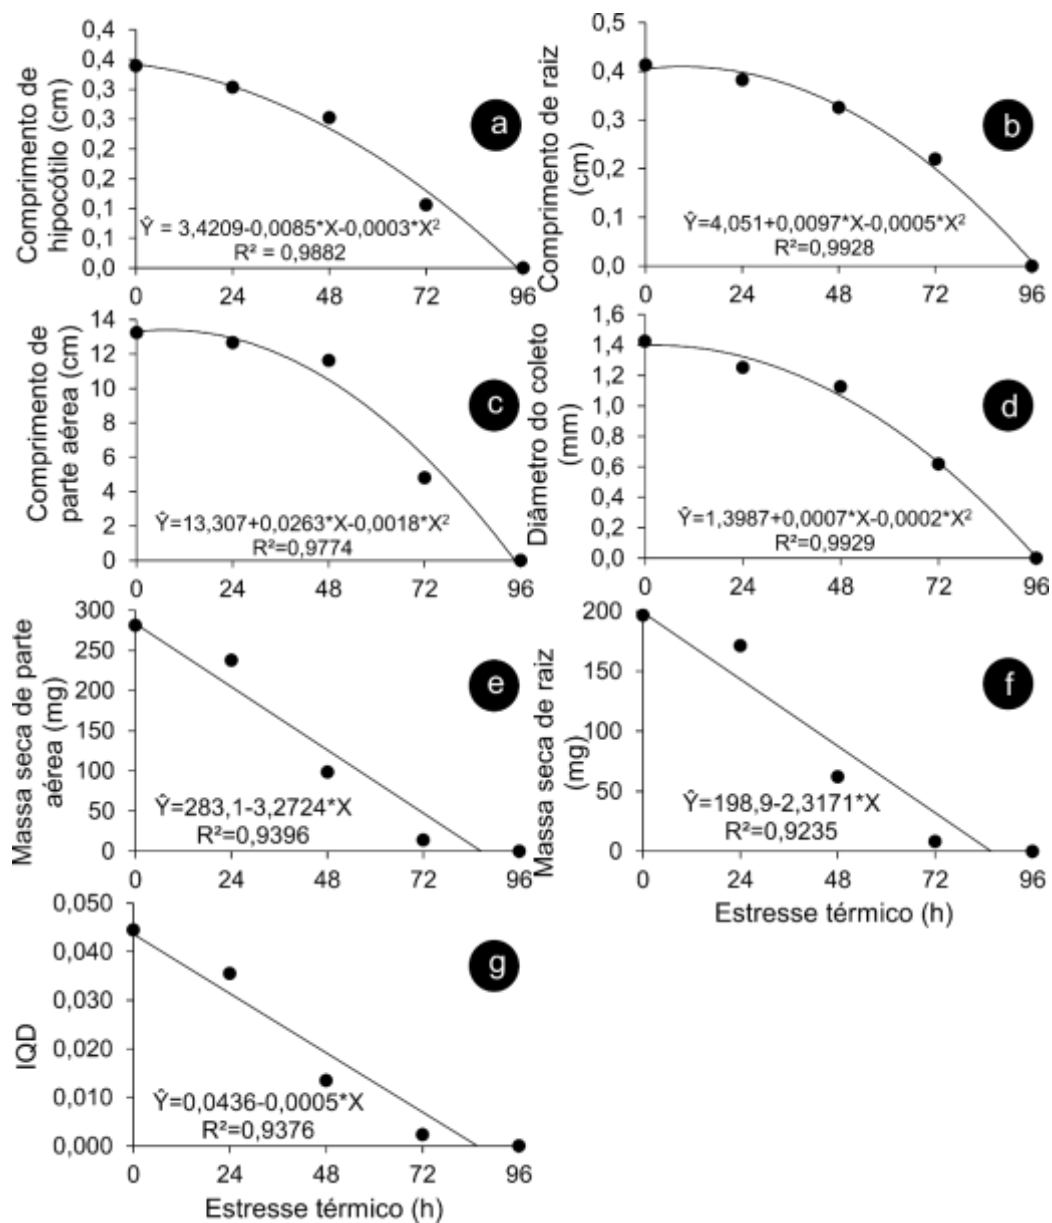 Comprimento de
hipocótilo (cm)
0,4
0,4
0,3
0,3
0,2
0,2
0,1
0,1
0,0
a
Ŷ = 3,4209-0,0085*X-0,0003*X²
R² = 0,9882
0 24 48 72 96
Comprimento de raiz
(cm)
0,5
0,4
0,3
0,2
0,1
0,0
b
Ŷ=4,051+0,0097*X-0,0005*X²
R²=0,9928
0 24 48 72 96
Comprimento de
parte aérea (cm)
14
12
10
8
6
4
2
0
c
Ŷ=13,307+0,0263*X-0,0018*X²
R²=0,9774
0 24 48 72 96
Diâmetro do coleto
(mm)
1,6
1,4
1,2
1,0
0,8
0,6
0,4
0,2
0,0
d
Ŷ=1,3987+0,0007*X-0,0002*X²
R²=0,9929
0 24 48 72 96
Massa seca de parte
aérea (mg)
300
250
200
150
100
50
0
e
Ŷ=283,1-3,2724*X
R²=0,9396
0 24 48 72 96
Massa seca de raiz
(mg)
200
150
100
50
0
f
Ŷ=198,9-2,3171*X
R²=0,9235
0 24 48 72 96
Estresse térmico (h)
IQD
0,050
0,040
0,030
0,020
0,010
0,000
g
Ŷ=0,0436-0,0005*X
R²=0,9376
0 24 48 72 96
Estresse térmico (h)